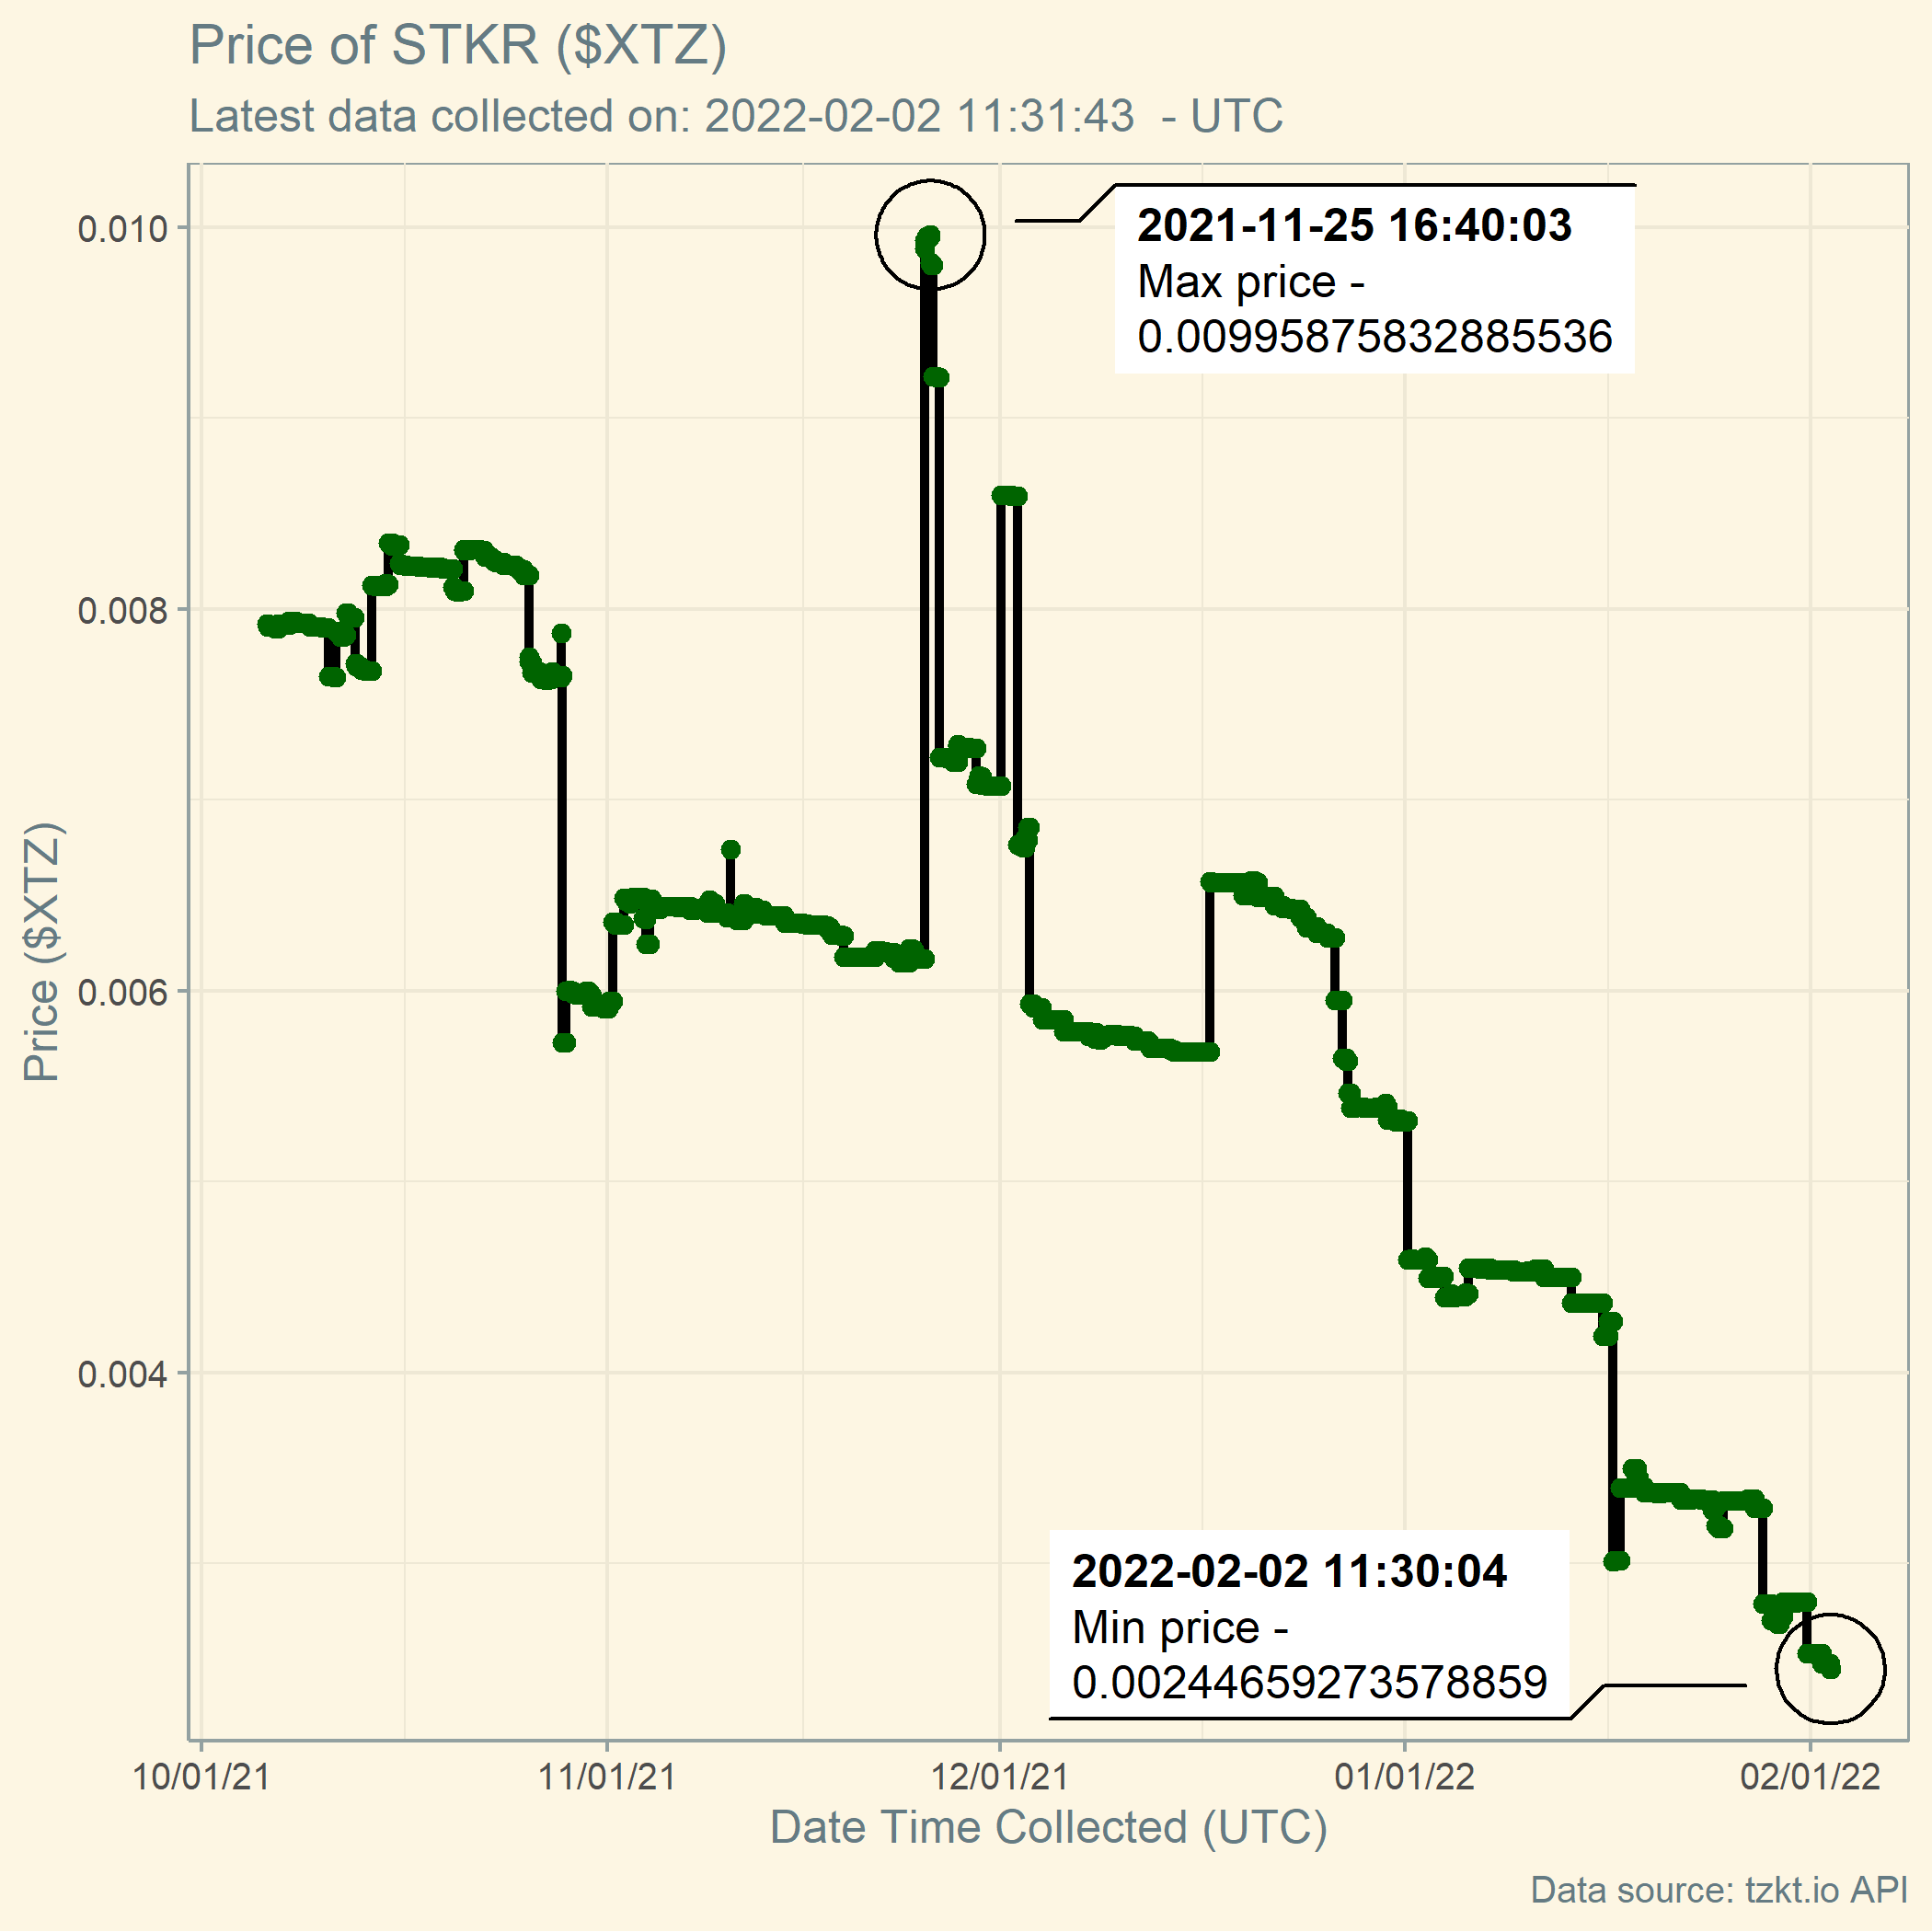 Price of STKR ($XTZ)
Latest data collected on: 2022-02-02 11:31:43  - UTC
2021-11-25 16:40:03
Max price -
0.00995875832885536
0.010
0.008
Price ($XTZ)
0.006
0.004
2022-02-02 11:30:04
Min price -
0.00244659273578859
10/01/21
11/01/21
12/01/21
01/01/22
02/01/22
Date Time Collected (UTC)
Data source: tzkt.io API